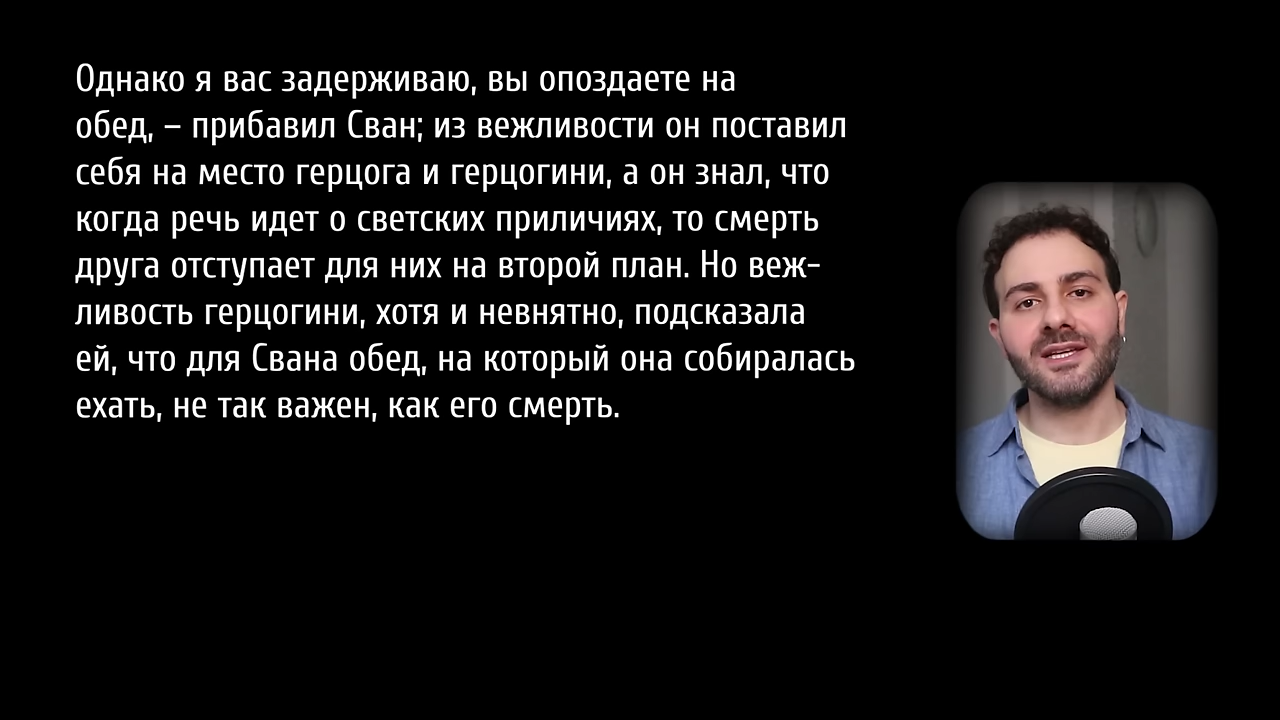 Однако я вас задерживаю, вы опоздаете на
обед, – прибавил Сван; из вежливости он поставил
себя на место герцога и герцогини, а он знал, что
когда речь идет о светских приличиях, то смерть
друга отступает для них на второй план. Но веж-
ливость герцогини, хотя и невнятно, подсказала
ей, что для Свана обед, на который она собиралась
ехать, не так важен, как его смерть.